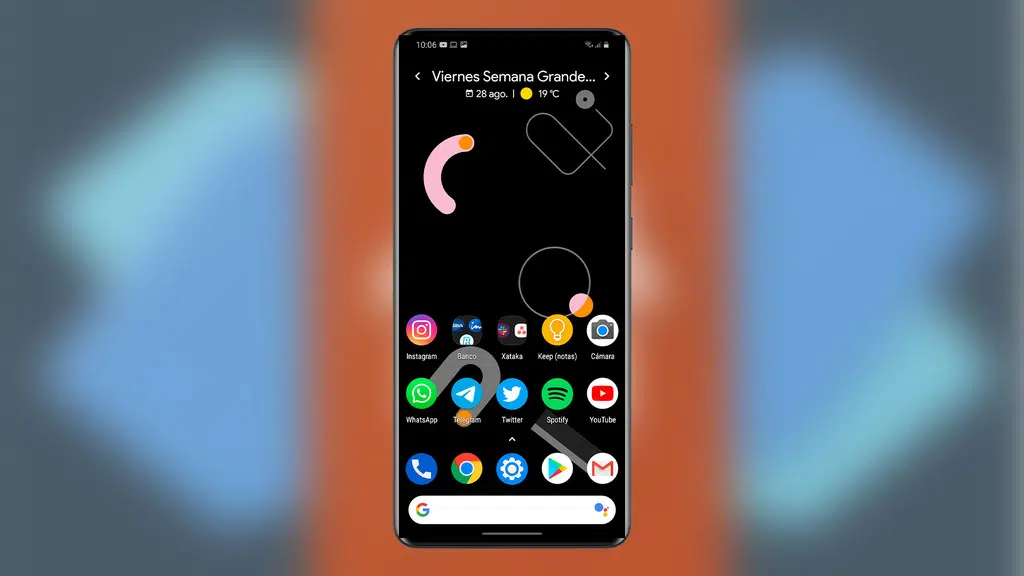 10:06
Viernes Semana Grande...
28 ago. | 19 °C
Instagram Banco Xataka Keep (notas) Cámara
WhatsApp Telegram Twitter Spotify YouTube